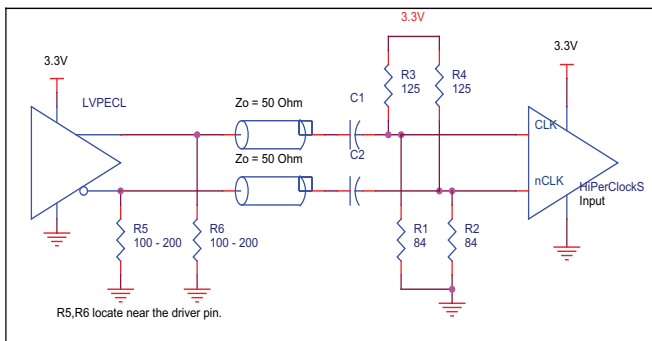 3.3V
3.3V
LVPECL
Zo = 50 Ohm
C1
R3
125
R4
125
3.3V
CLK
Zo = 50 Ohm
C2
nCLK
HiPerClockS
Input
R5
100 - 200
R6
100 - 200
R1
84
R2
84
R5,R6 locate near the driver pin.